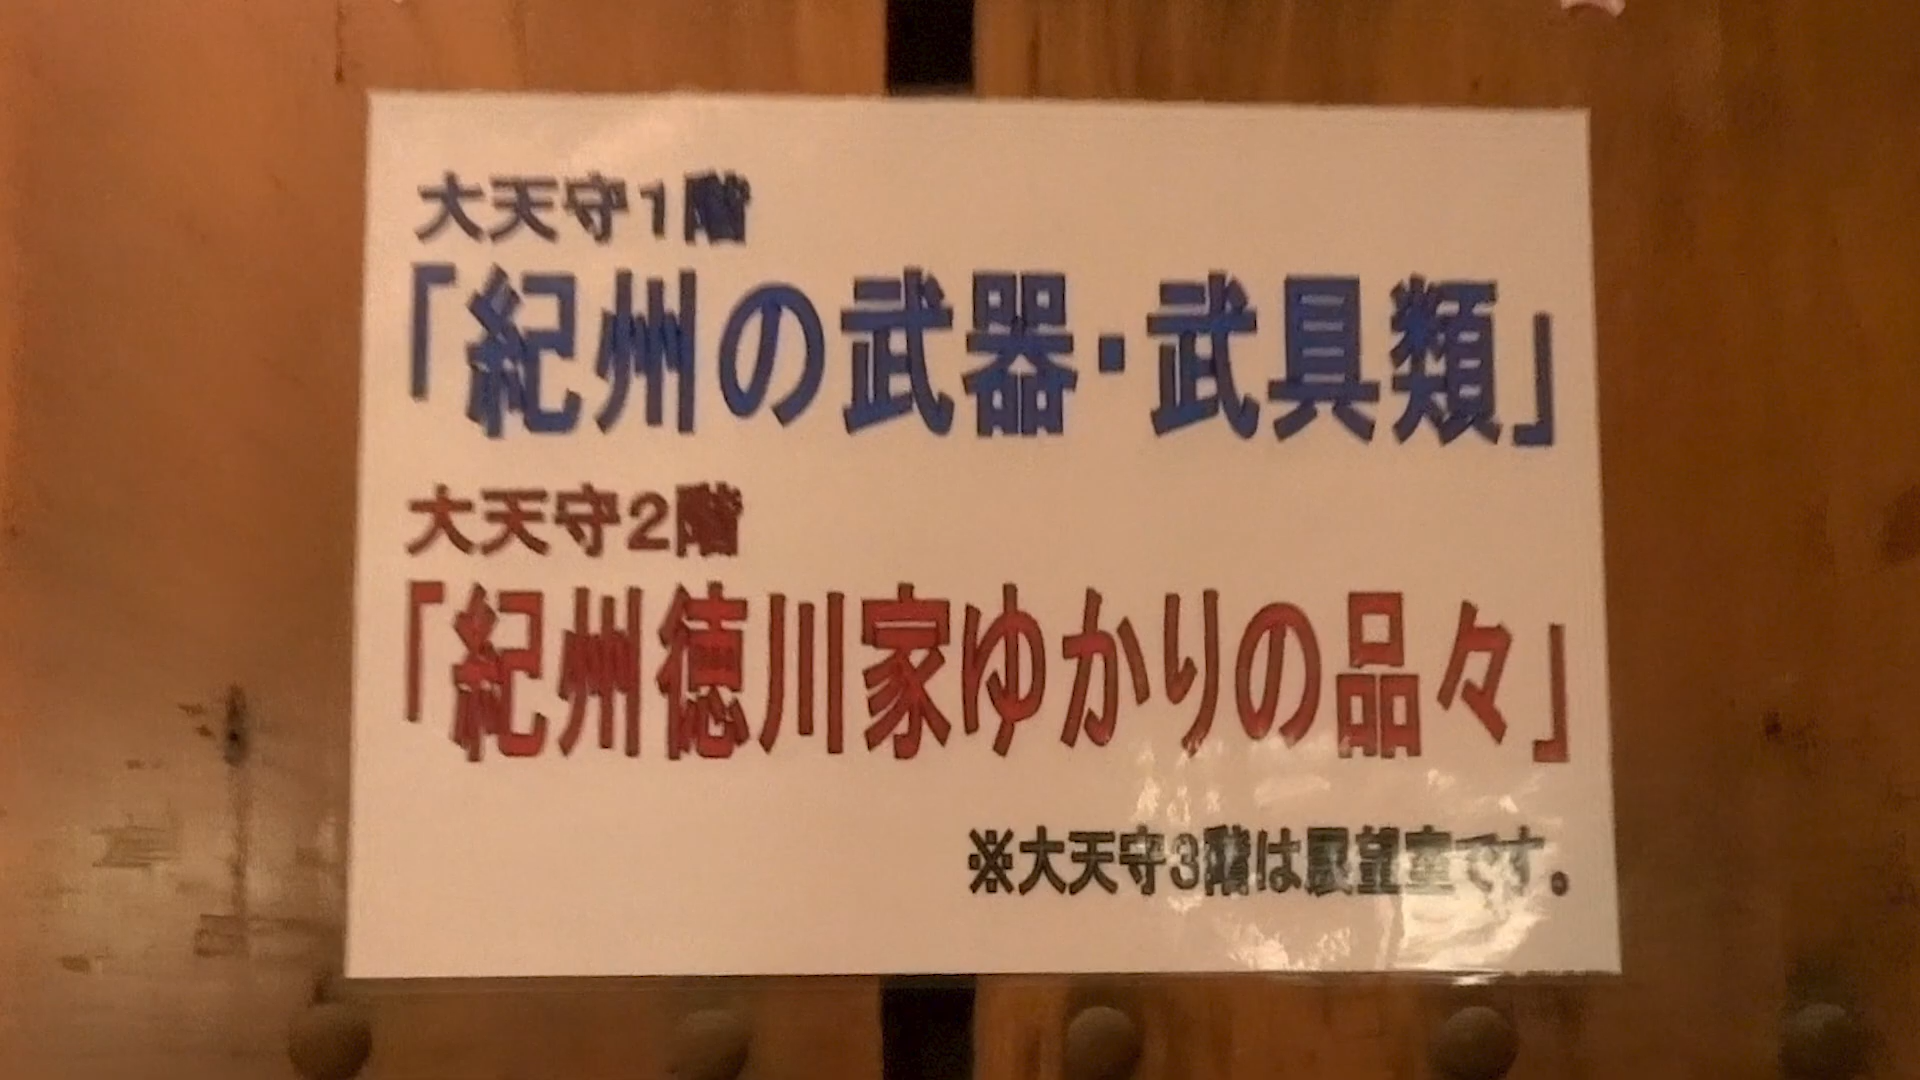 大天守1階
「紀州の武器・武具類」
大天守2階
「紀州徳川家ゆかりの品々」
※大天守3階は展望室です。